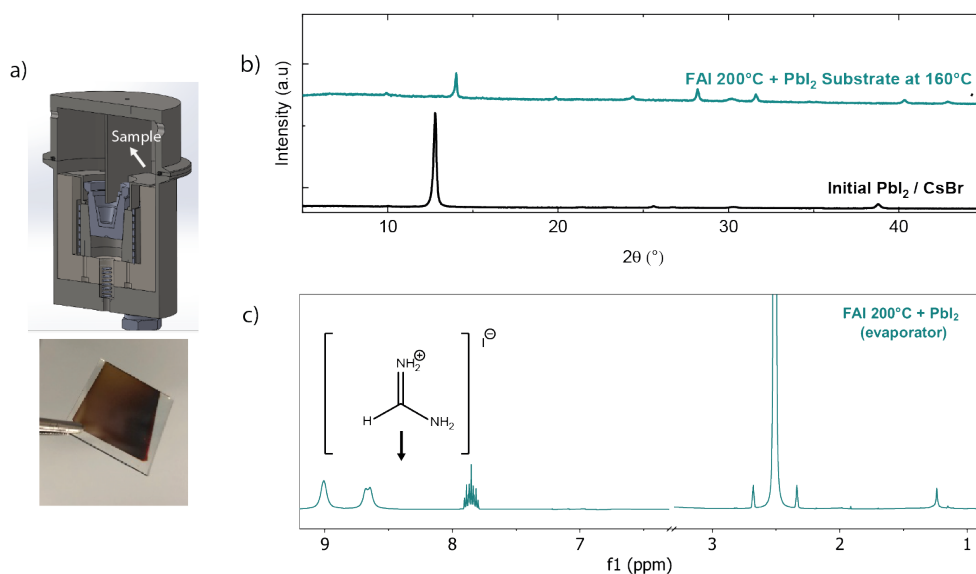 a)
Sample
b)
Intensity (a.u)
FAI 200°C + PbI₂ Substrate at 160°C
Initial PbI₂ / CsBr
10 20 30 40
2θ (°)
c)
FAI 200°C + PbI₂
(evaporator)
I⊖
NH₂⊕
H
NH₂
9 8 7 3 2 1
f1 (ppm)